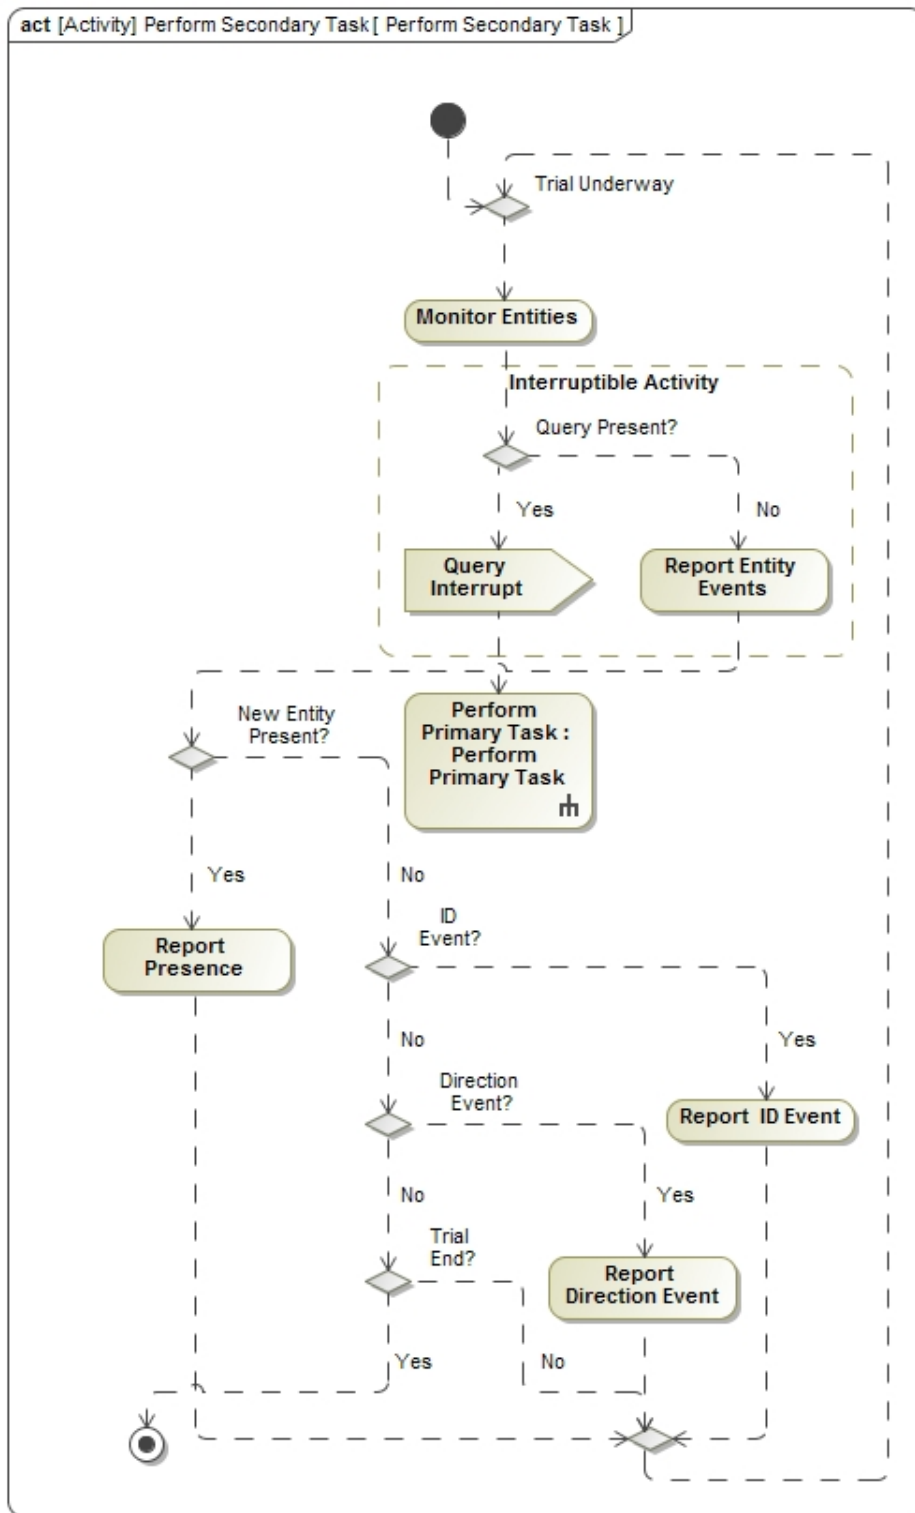 act [Activity] Perform Secondary Task [ Perform Secondary Task ]
Trial Underway
Monitor Entities
Interruptible Activity
Query Present?
Yes
No
Query
Interrupt
Report Entity
Events
New Entity
Present?
Perform
Primary Task :
Perform
Primary Task
Yes
No
ID
Event?
Report
Presence
No
Yes
Direction
Event?
Report  ID Event
No
Yes
Trial
End?
Report
Direction Event
Yes
No